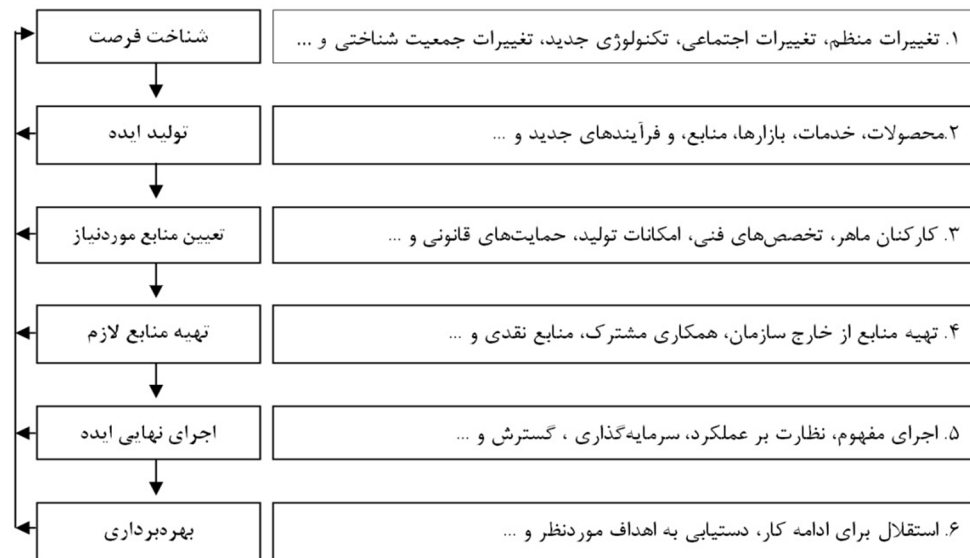 شناخت فرصت
۱. تغییرات منظم، تغییرات اجتماعی، تکنولوژی جدید، تغییرات جمعیت شناختی و ...
تولید ایده
۲.محصولات، خدمات، بازارها، منابع، و فرآیندهای جدید و ...
تعیین منابع موردنیاز
۳. کارکنان ماهر، تخصص‌های فنی، امکانات تولید، حمایت‌های قانونی و ...
تهیه منابع لازم
۴. تهیه منابع از خارج سازمان، همکاری مشترک، منابع نقدی و ...
اجرای نهایی ایده
۵. اجرای مفهوم، نظارت بر عملکرد، سرمایه‌گذاری ، گسترش و ...
بهره‌برداری
۶. استقلال برای ادامه کار، دستیابی به اهداف موردنظر و ...